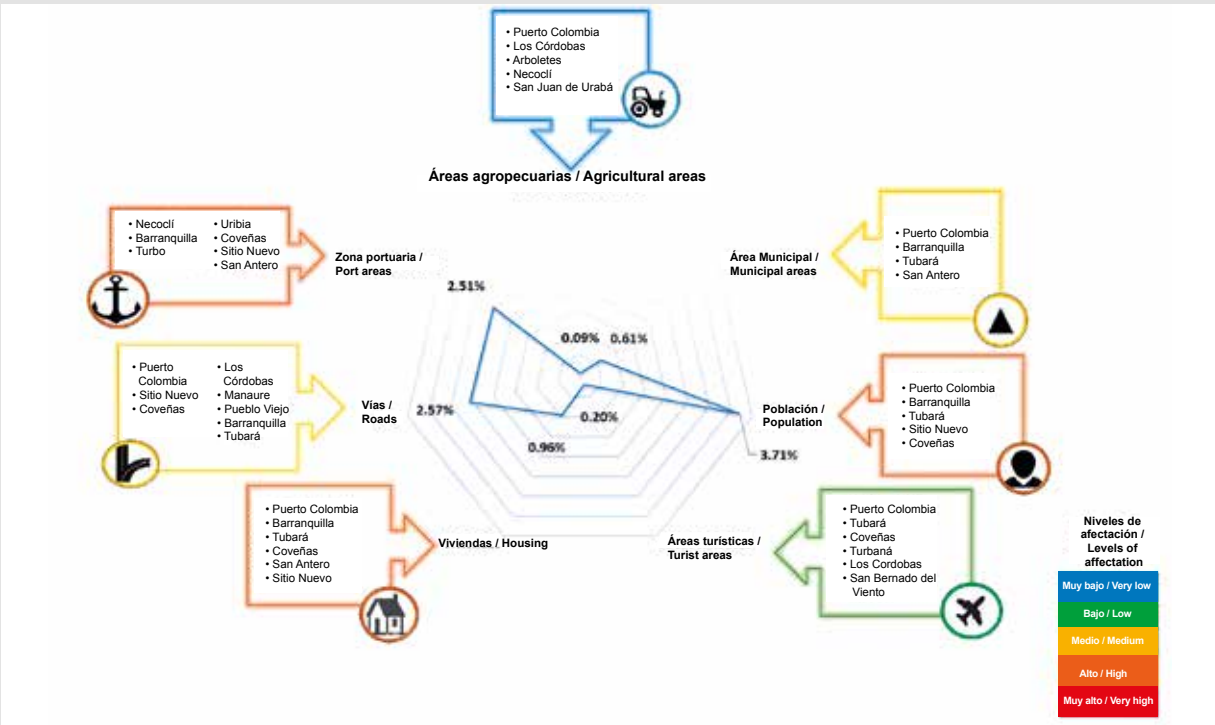 • Puerto Colombia
• Los Córdobas
• Arboletes
• Necoclí
• San Juan de Urabá
Áreas agropecuarias / Agricultural areas
• Necoclí
• Barranquilla
• Turbo
• Uribia
• Coveñas
• Sitio Nuevo
• San Antero
Zona portuaria /
Port areas
Área Municipal /
Municipal areas
• Puerto Colombia
• Barranquilla
• Tubará
• San Antero
2.51%
0.09%
0.61%
• Puerto
Colombia
• Sitio Nuevo
• Coveñas
• Los
Córdobas
• Manaure
• Pueblo Viejo
• Barranquilla
• Tubará
Vías /
Roads
2.57%
0.20%
0.96%
3.71%
Población /
Population
• Puerto Colombia
• Barranquilla
• Tubará
• Sitio Nuevo
• Coveñas
• Puerto Colombia
• Barranquilla
• Tubará
• Coveñas
• San Antero
• Sitio Nuevo
Viviendas / Housing
Áreas turísticas /
Turist areas
• Puerto Colombia
• Tubará
• Coveñas
• Turbaná
• Los Cordobas
• San Bernado del
Viento
Niveles de
afectación /
Levels of
affectation
Muy bajo / Very low
Bajo / Low
Medio / Medium
Alto / High
Muy alto / Very high